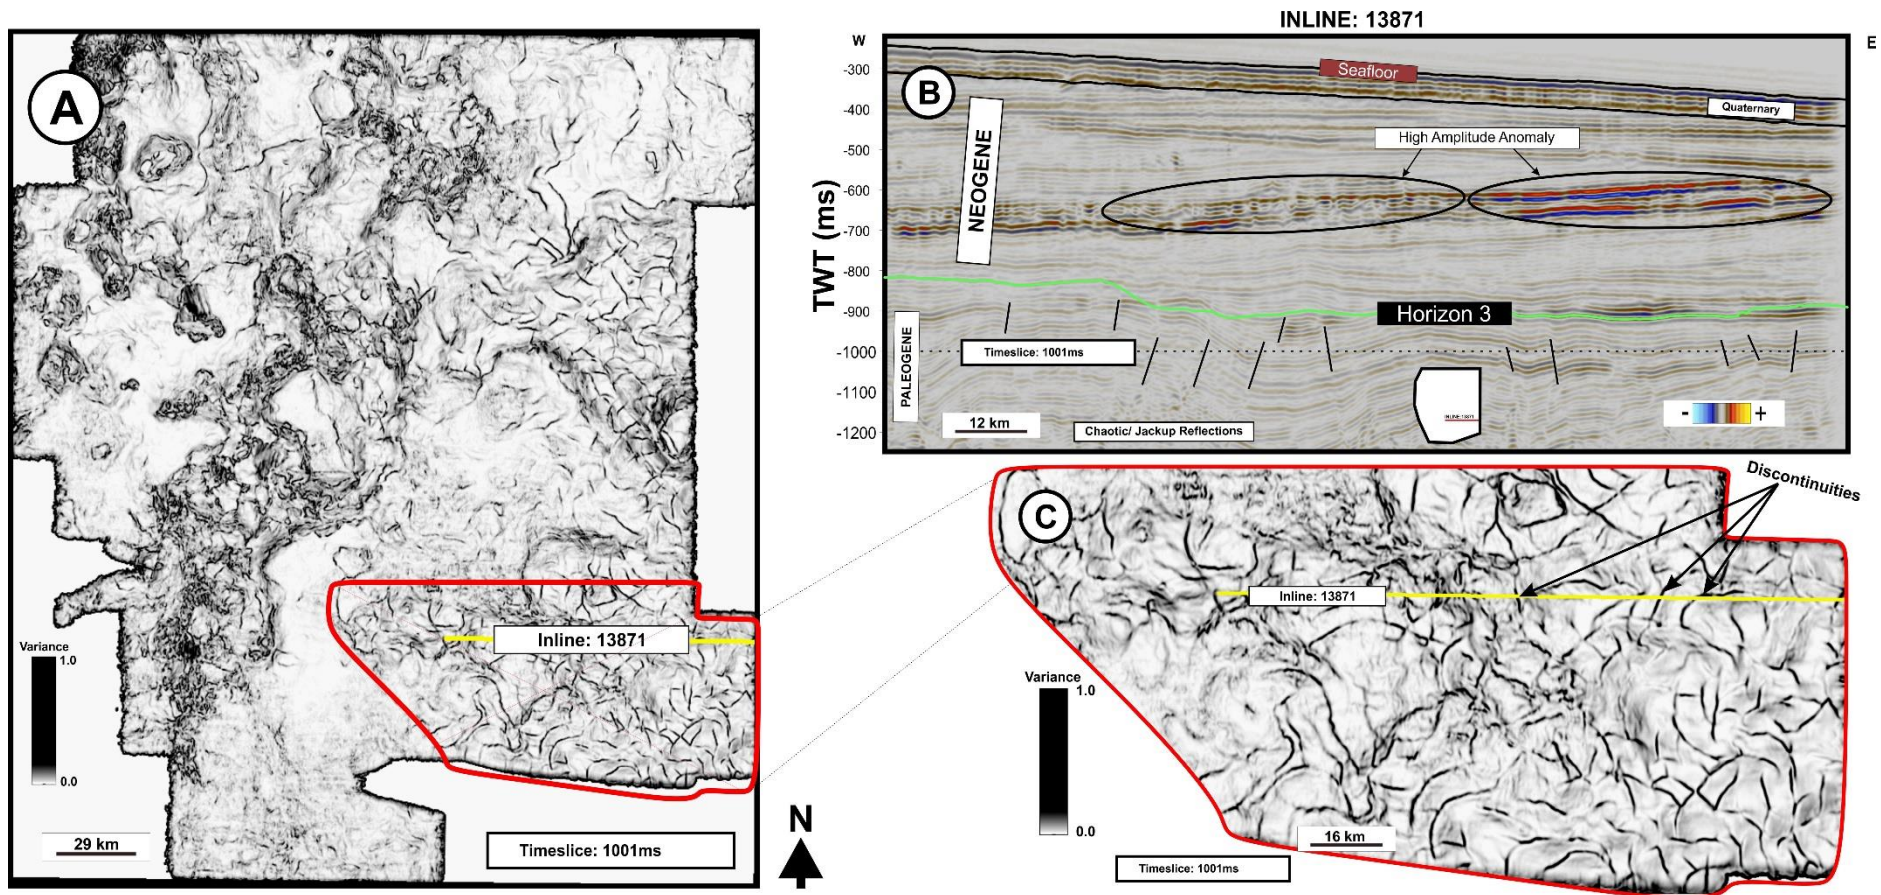 A
Variance
1.0
0.0
29 km
Inline: 13871
Timeslice: 1001ms
N
INLINE: 13871
W
E
B
TWT (ms)
-300
-400
-500
-600
-700
-800
-900
-1000
-1100
-1200
Seafloor
Quaternary
High Amplitude Anomaly
NEOGENE
Horizon 3
PALEOGENE
Timeslice: 1001ms
12 km
Chaotic/ Jackup Reflections
INLINE:13871
- +
C
Discontinuities
Inline: 13871
Variance
1.0
0.0
16 km
Timeslice: 1001ms